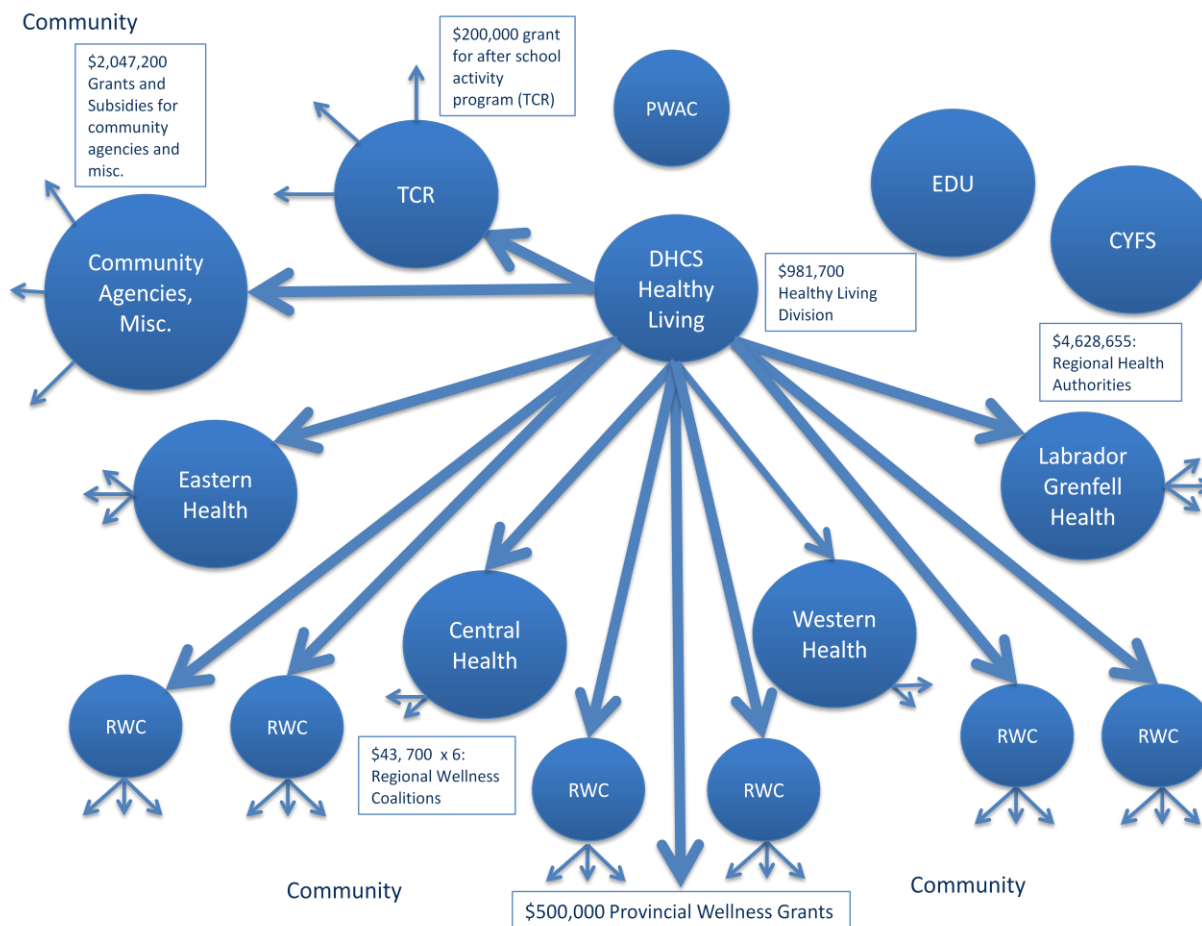 Community
$2,047,200
Grants and
Subsidies for
community
agencies and
misc.
$200,000 grant
for after school
activity
program (TCR)
PWAC
EDU
TCR
CYFS
Community
Agencies,
Misc.
DHCS
Healthy
Living
$981,700
Healthy Living
Division
$4,628,655:
Regional Health
Authorities
Eastern
Health
Labrador
Grenfell
Health
Central
Health
Western
Health
RWC
RWC
$43, 700 x 6:
Regional Wellness
Coalitions
RWC
RWC
RWC
RWC
Community
Community
$500,000 Provincial Wellness Grants